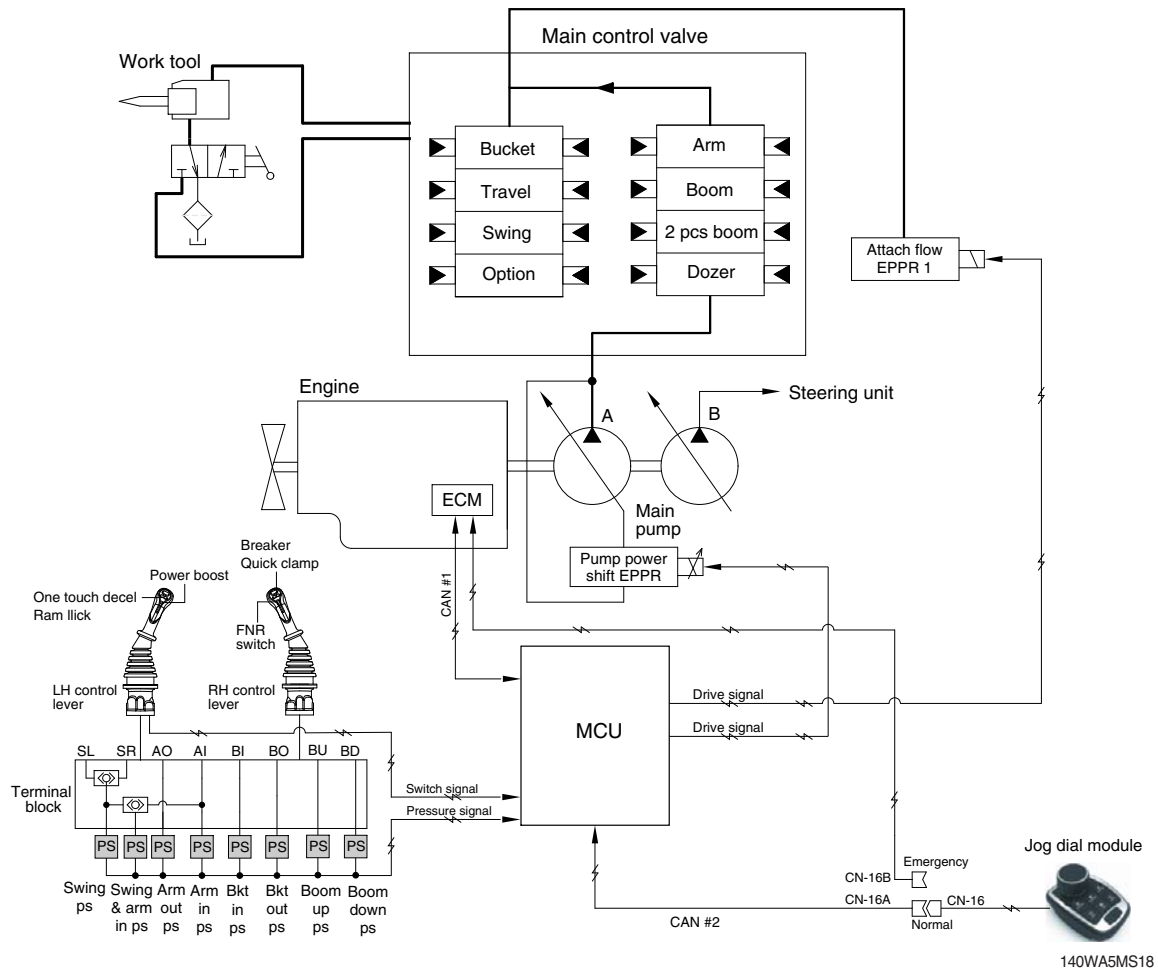 Main control valve
Work tool
Bucket
Travel
Swing
Option
Arm
Boom
2 pcs boom
Dozer
Attach flow
EPPR 1
Engine
A
B
Steering unit
ECM
Main
pump
Pump power
shift EPPR
CAN #1
Breaker
Quick clamp
Power boost
One touch decel
Ram llick
FNR
switch
LH control
lever
RH control
lever
MCU
Drive signal
Drive signal
SL SR AO AI BI BO BU BD
Terminal
block
Switch signal
Pressure signal
PS PS PS PS PS PS PS PS
Swing
ps
Swing
& arm
in ps
Arm
out
ps
Arm
in
ps
Bkt
in
ps
Bkt
out
ps
Boom
up
ps
Boom
down
ps
Jog dial module
Emergency
CN-16B
CN-16A
CN-16
Normal
CAN #2
140WA5MS18